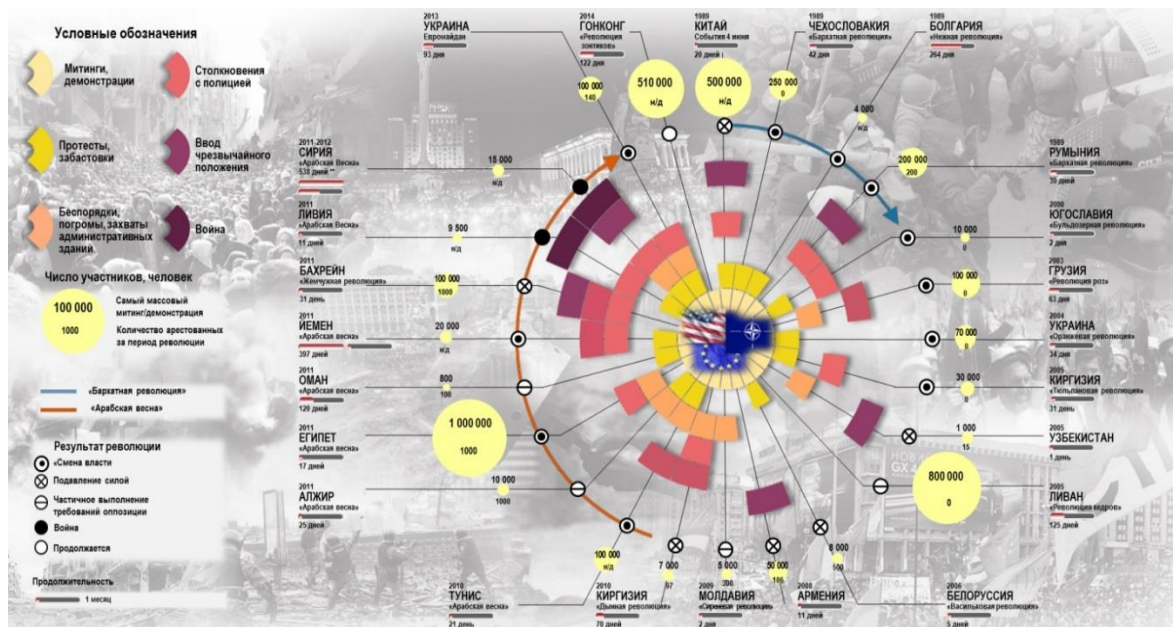 Условные обозначения
Митинги,
демонстрации
Столкновения
с полицией
Протесты,
забастовки
Ввод
чрезвычайного
положения
Беспорядки,
погромы, захваты
административных
зданий
Война
Число участников, человек
100 000
1000
Самый массовый
митинг/демонстрация
Количество арестованных
за период революции
«Бархатная революция»
«Арабская весна»
Результат революции
«Смена власти
Подавление силой
Частичное выполнение
требований оппозиции
Война
Продолжается
Продолжительность
1 месяц
2013
УКРАИНА
Евромайдан
93 дня
100 000
140
2014
ГОНКОНГ
«Революция
зонтиков»
122 дня
510 000
н/д
1989
КИТАЙ
События 4 июня
20 дней
500 000
н/д
1989
ЧЕХОСЛОВАКИЯ
«Бархатная революция»
42 дня
250 000
0
1989
БОЛГАРИЯ
«Нежная революция»
264 дня
4 000
н/д
1989
РУМЫНИЯ
«Бархатная революция»
39 дней
200 000
200
2000
ЮГОСЛАВИЯ
«Бульдозерная революция»
2 дня
10 000
0
2003
ГРУЗИЯ
«Революция роз»
63 дня
100 000
0
2004
УКРАИНА
«Оранжевая революция»
34 дня
70 000
0
2005
КИРГИЗИЯ
«Тюльпановая революция»
31 день
30 000
0
2005
УЗБЕКИСТАН
1 день
1 000
15
2005
ЛИВАН
«Революция кедров»
125 дней
800 000
0
2006
БЕЛОРУССИЯ
«Васильковая революция»
5 дней
8 000
2008
АРМЕНИЯ
11 дней
50 000
106
2009
МОЛДАВИЯ
«Сиреневая революция»
2 дня
5 000
2010
КИРГИЗИЯ
«Дынная революция»
70 дней
7 000
2010
ТУНИС
«Арабская весна»
21 день
100 000
н/д
2011
АЛЖИР
«Арабская весна»
25 дней
10 000
1000
2011
ЕГИПЕТ
«Арабская весна»
17 дней
1 000 000
1000
2011
ОМАН
«Арабская весна»
120 дней
800
100
2011
ЙЕМЕН
«Арабская весна»
397 дней
20 000
н/д
2011
БАХРЕЙН
«Жемчужная революция»
31 день
100 000
1000
2011
ЛИВИЯ
«Арабская Весна»
11 дней
9 500
н/д
2011-2012
СИРИЯ
«Арабская Весна»
538 дней **
15 000
н/д